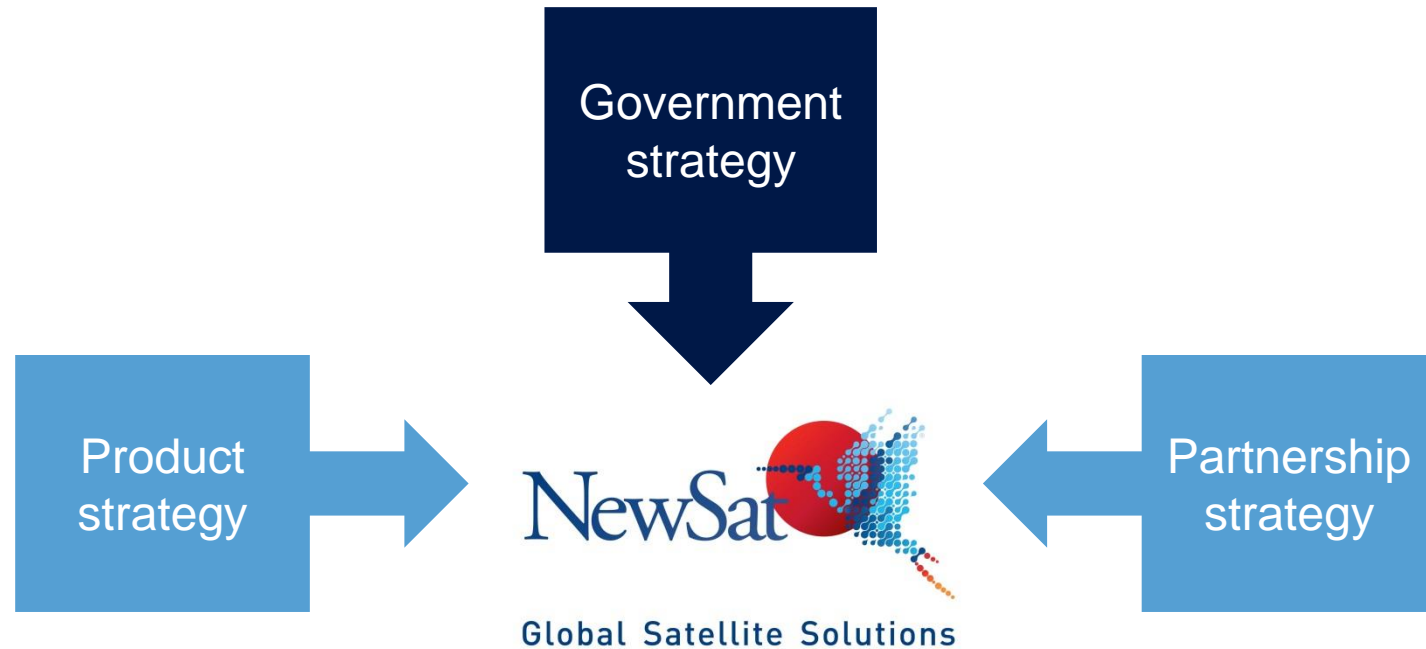 Government
strategy
Product
strategy
Partnership
strategy
NewSat
Global Satellite Solutions